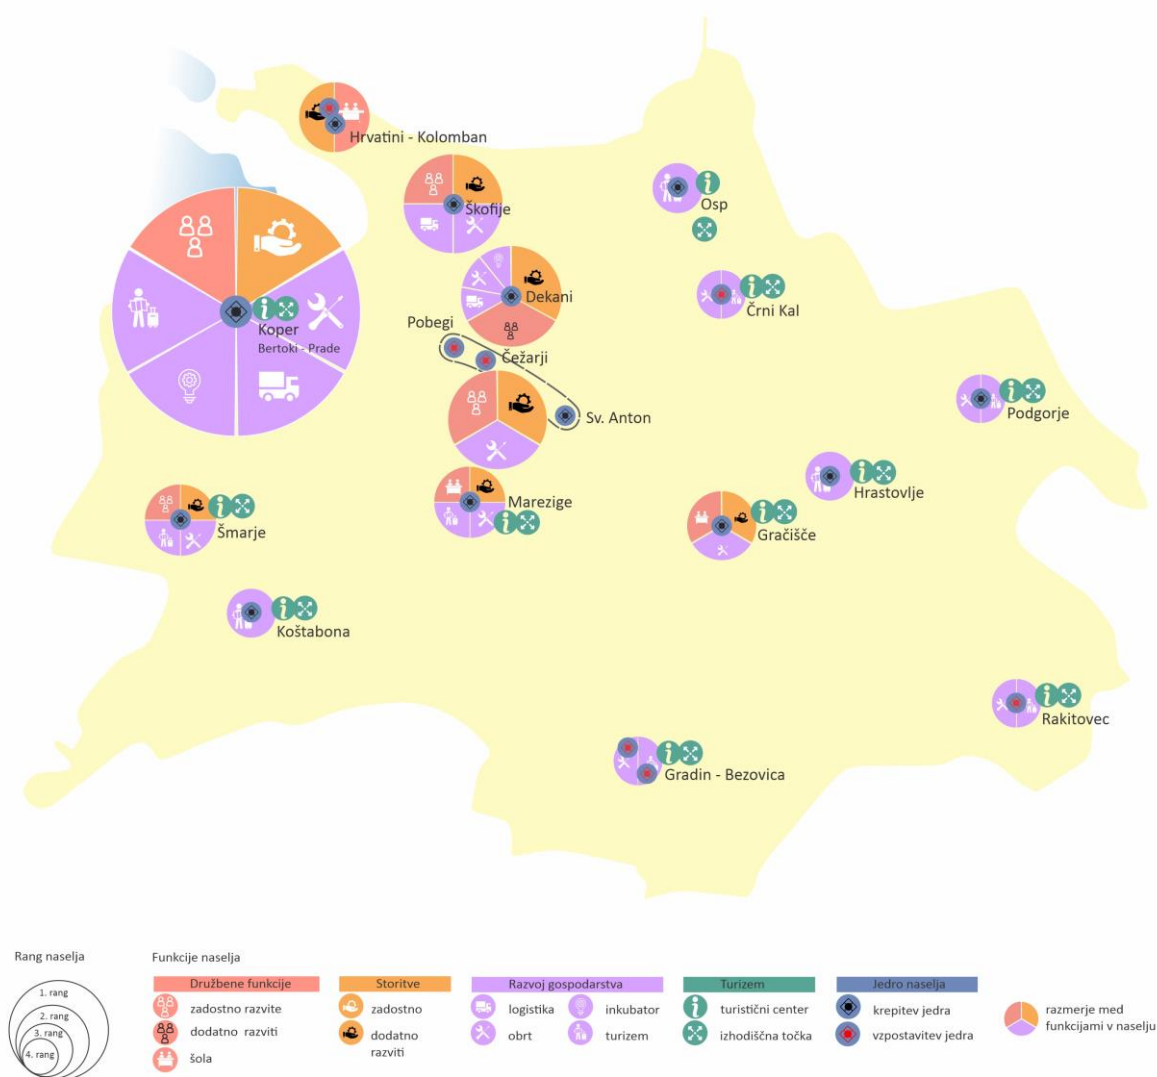 Hrvatini - Kolomban
Škofije
Osp
Dekani
Črni Kal
Koper
Bertoki - Prade
Pobegi
Čežarji
Sv. Anton
Podgorje
Hrastovlje
Marezige
Šmarje
Gračišče
Koštabona
Rakitovec
Gradin - Bezovica
Rang naselja
1. rang
2. rang
3. rang
4. rang
Funkcije naselja
Družbene funkcije
zadostno razvite
dodatno razviti
šola
Storitve
zadostno
dodatno
razviti
Razvoj gospodarstva
logistika
inkubator
obrt
turizem
Turizem
turistični center
izhodiščna točka
Jedro naselja
krepitev jedra
vzpostavitev jedra
razmerje med
funkcijami v naselju